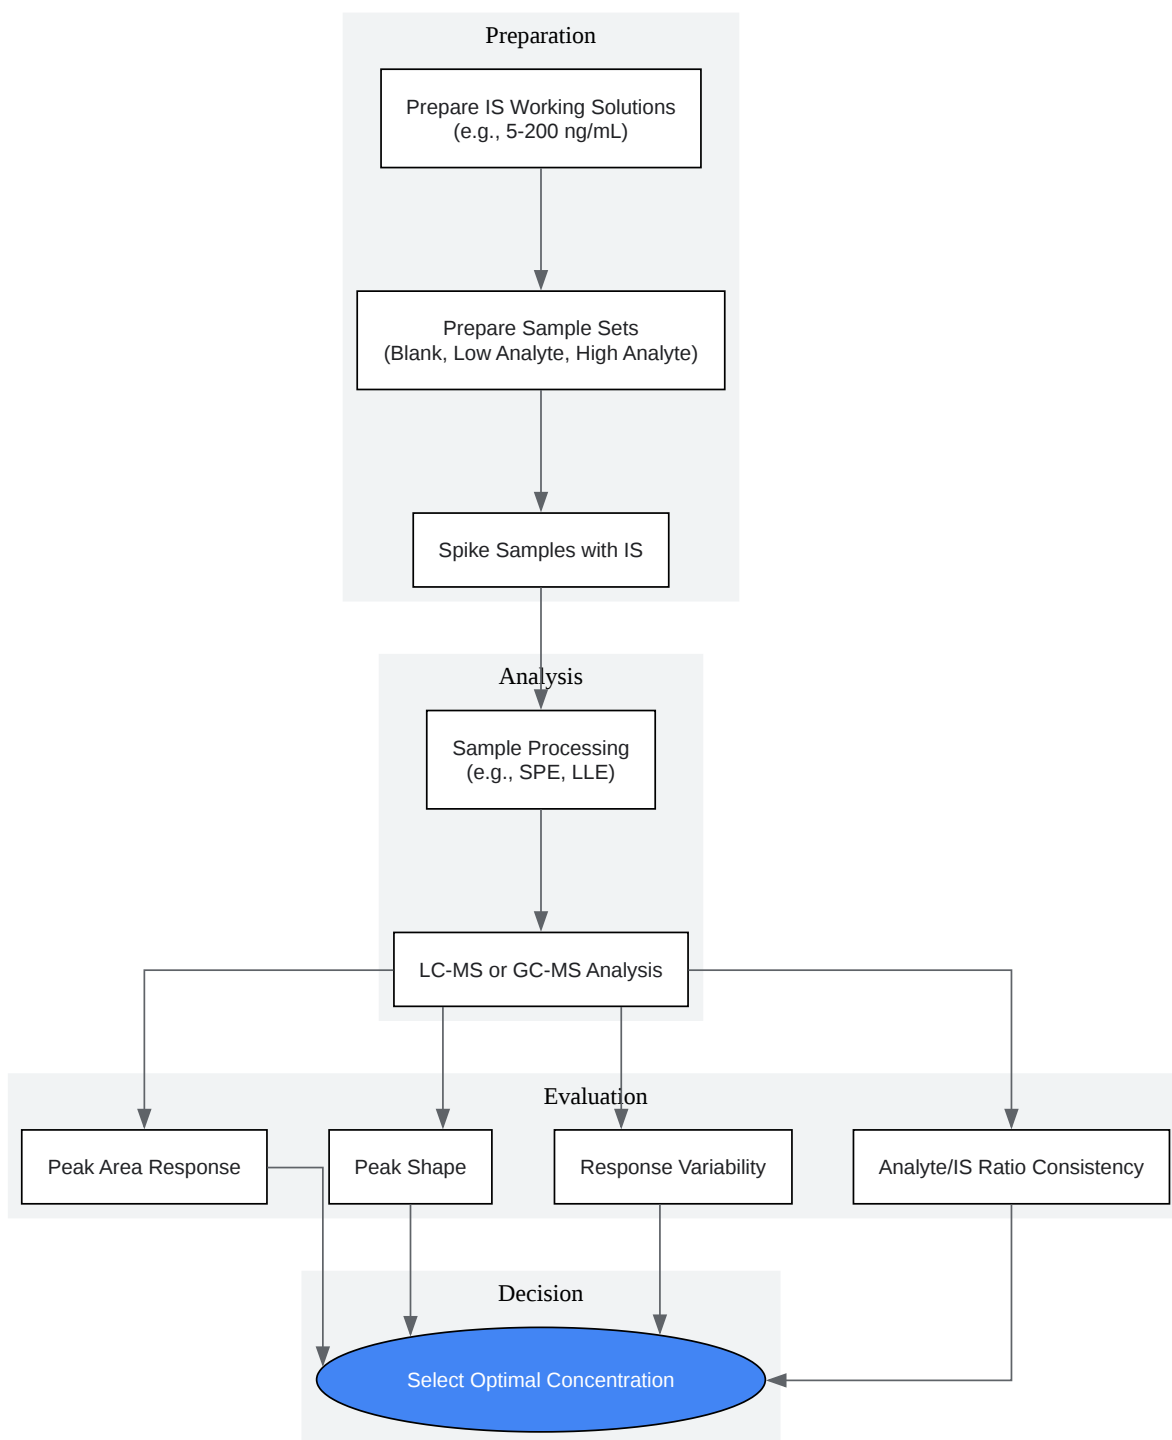 Preparation
Prepare IS Working Solutions
(e.g., 5-200 ng/mL)
Prepare Sample Sets
(Blank, Low Analyte, High Analyte)
Spike Samples with IS
Analysis
Sample Processing
(e.g., SPE, LLE)
LC-MS or GC-MS Analysis
Evaluation
Peak Area Response
Peak Shape
Response Variability
Analyte/IS Ratio Consistency
Decision
Select Optimal Concentration